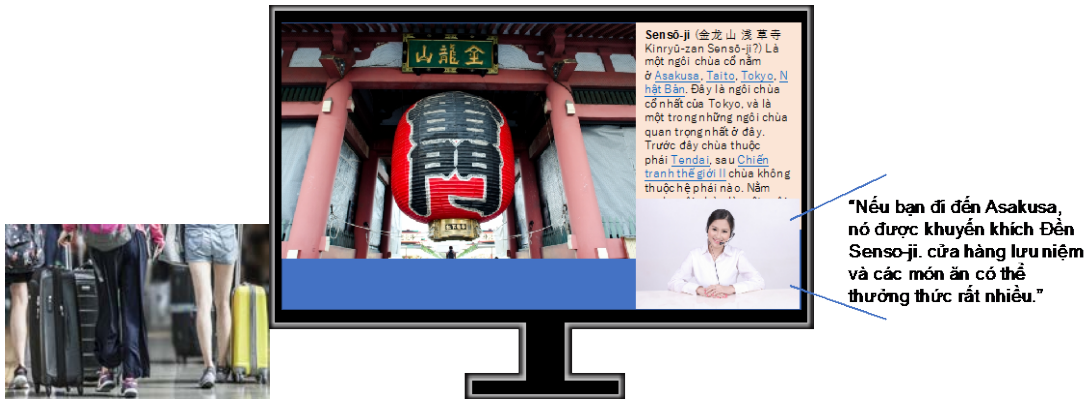 山龍金
Sensō-ji (金龙山 浅草寺
Kinryū-zan Sensō-ji?) Là
một ngôi chùa cổ nằm
ở Asakusa, Taito, Tokyo, N
hật Bản. Đây là ngôi chùa
cổ nhất của Tokyo, và là
một trong những ngôi chùa
quan trọng nhất ở đây.
Trước đây chùa thuộc
phái Tendai, sau Chiến
tranh thế giới II chùa không
thuộc hệ phái nào. Nằm
“Nếu bạn đi đến Asakusa,
nó được khuyến khích Đền
Senso-ji. cửa hàng lưu niệm
và các món ăn có thể
thưởng thức rất nhiều.”